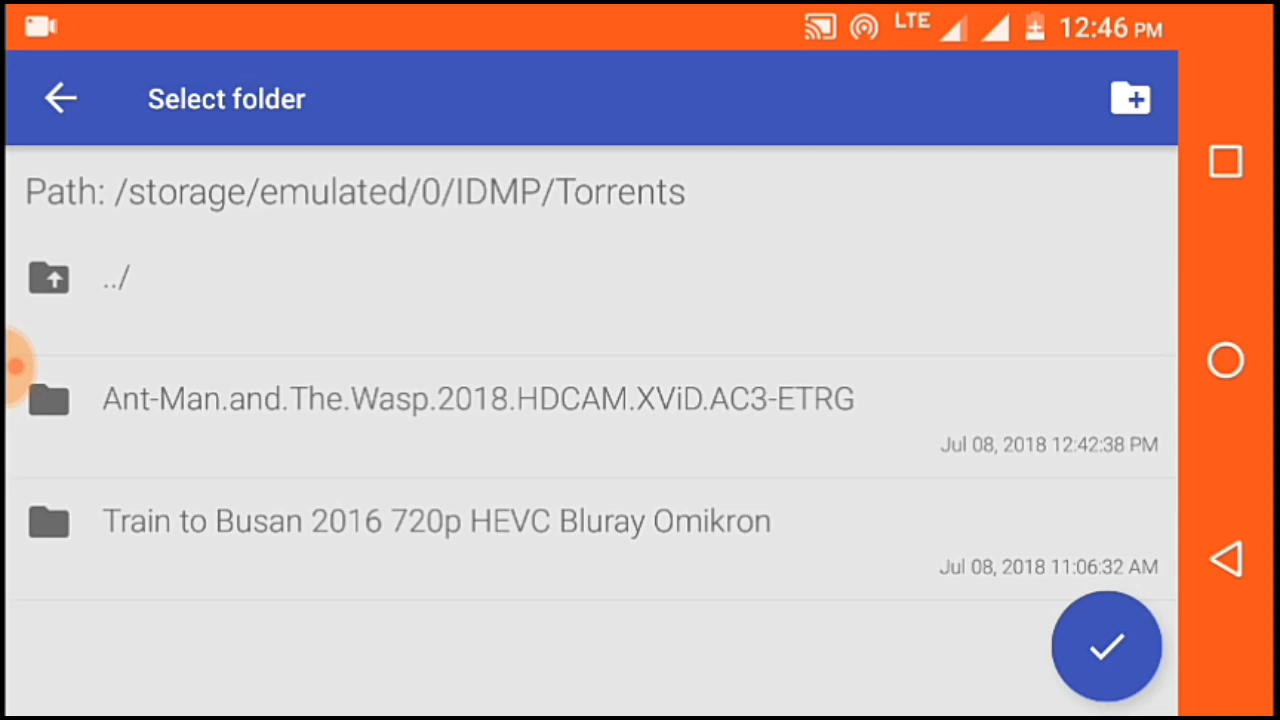 LTE 12:46 PM
Select folder
Path: /storage/emulated/0/IDMP/Torrents
../
Ant-Man.and.The.Wasp.2018.HDCAM.XViD.AC3-ETRG
Jul 08, 2018 12:42:38 PM
Train to Busan 2016 720p HEVC Bluray Omikron
Jul 08, 2018 11:06:32 AM